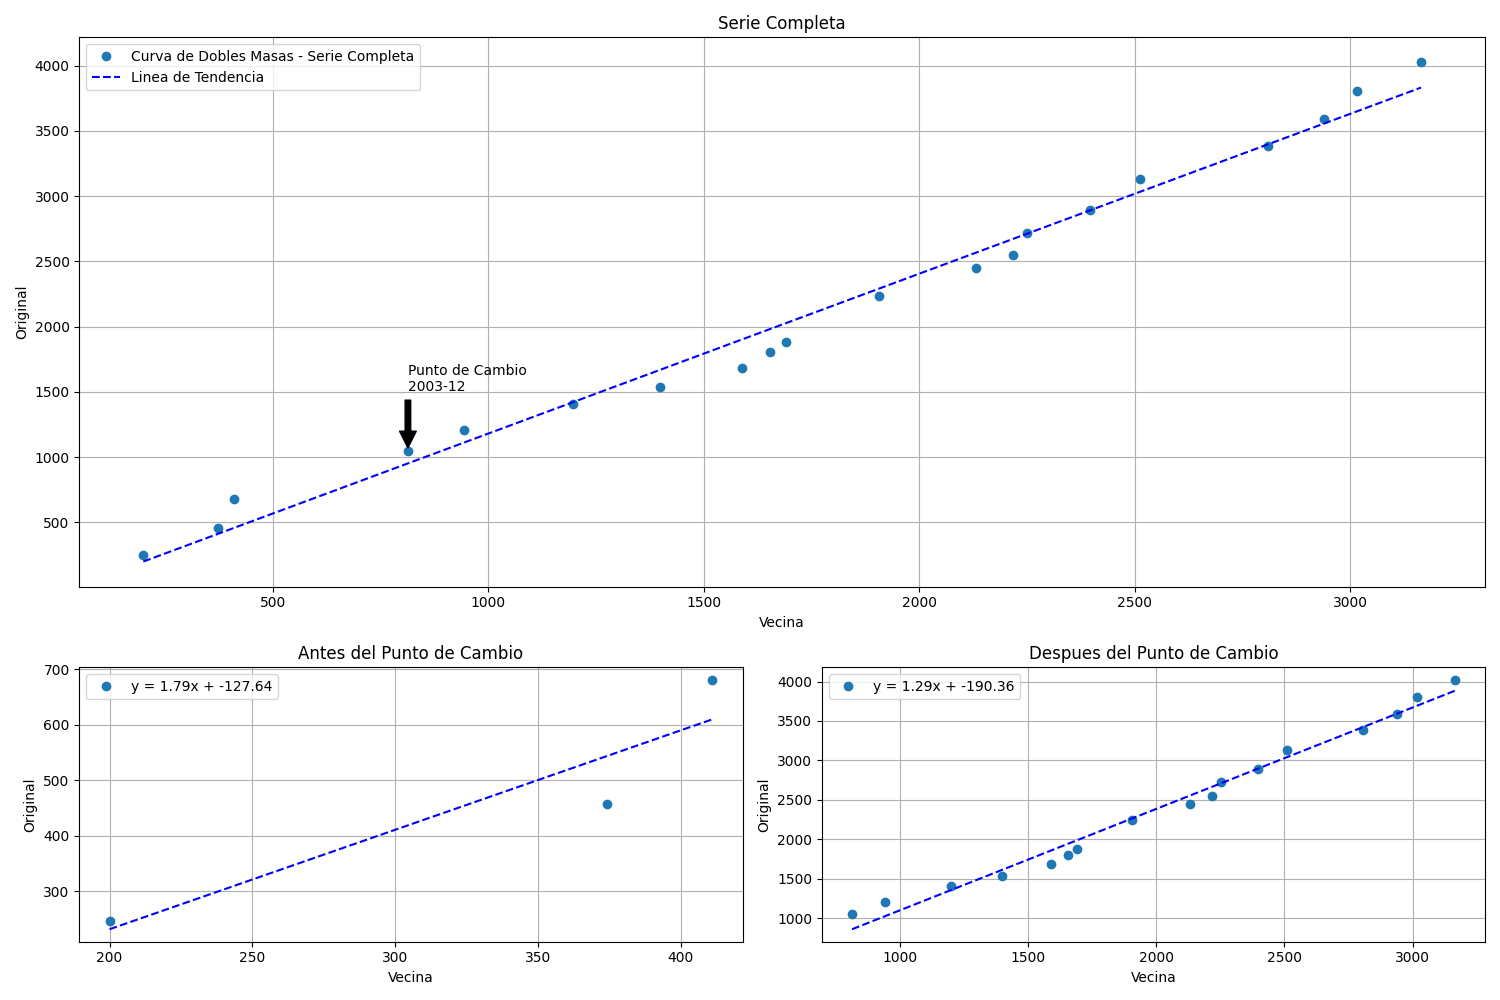 Serie Completa
Curva de Dobles Masas - Serie Completa
Linea de Tendencia
4000
3500
3000
2500
2000
1500
1000
500
Original
Punto de Cambio
2003-12
500
1000
1500
2000
2500
3000
Vecina
Antes del Punto de Cambio
y = 1.79x + -127.64
700
600
500
400
300
Original
200
250
300
350
400
Vecina
Despues del Punto de Cambio
y = 1.29x + -190.36
4000
3500
3000
2500
2000
1500
1000
Original
1000
1500
2000
2500
3000
Vecina